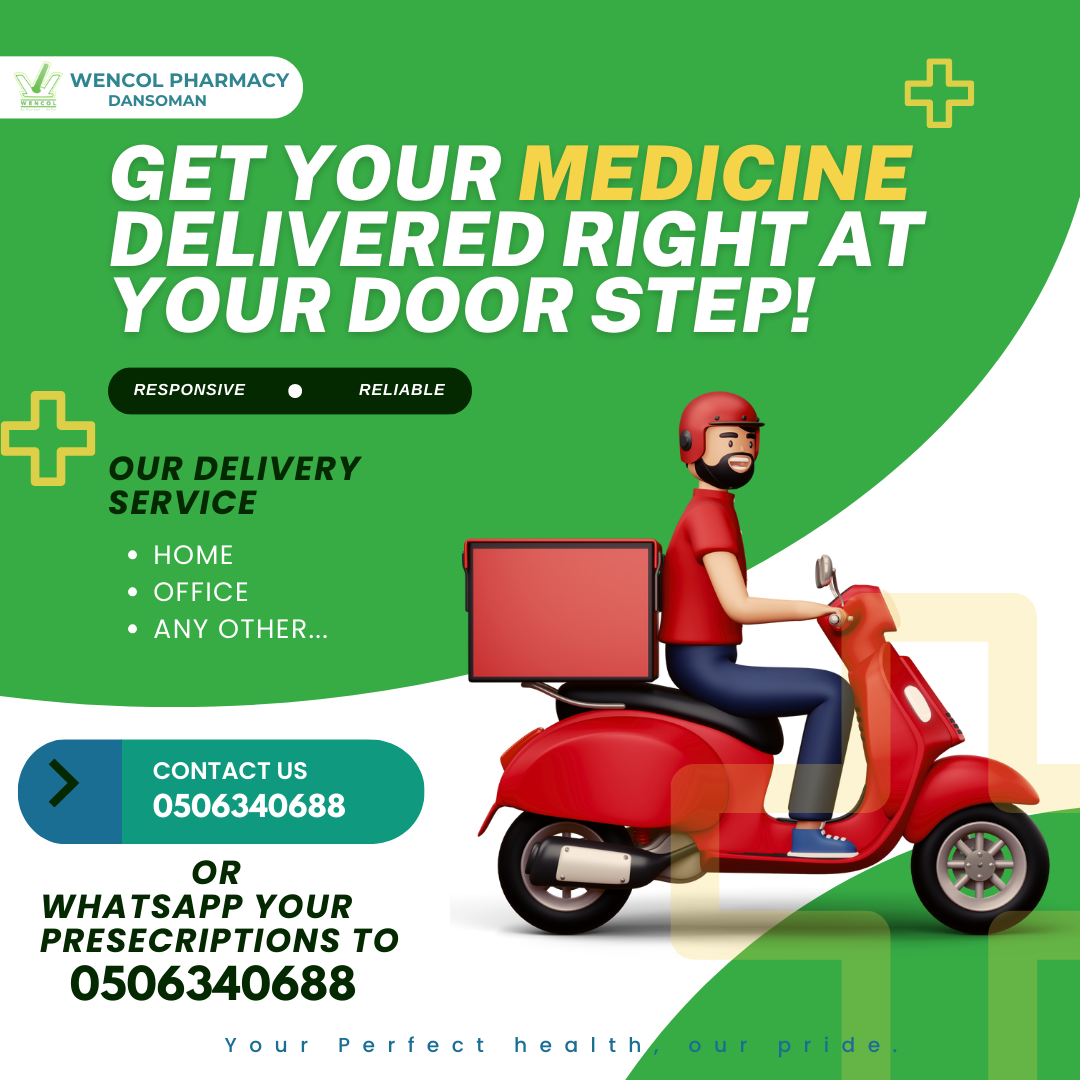 WENCOL
WENCOL PHARMACY
DANSOMAN
GET YOUR MEDICINE
DELIVERED RIGHT AT
YOUR DOOR STEP!
RESPONSIVE RELIABLE
OUR DELIVERY
SERVICE
• HOME
• OFFICE
• ANY OTHER...
CONTACT US
0506340688
OR
WHATSAPP YOUR
PRESECRIPTIONS TO
0506340688
Your Perfect health, our pride.